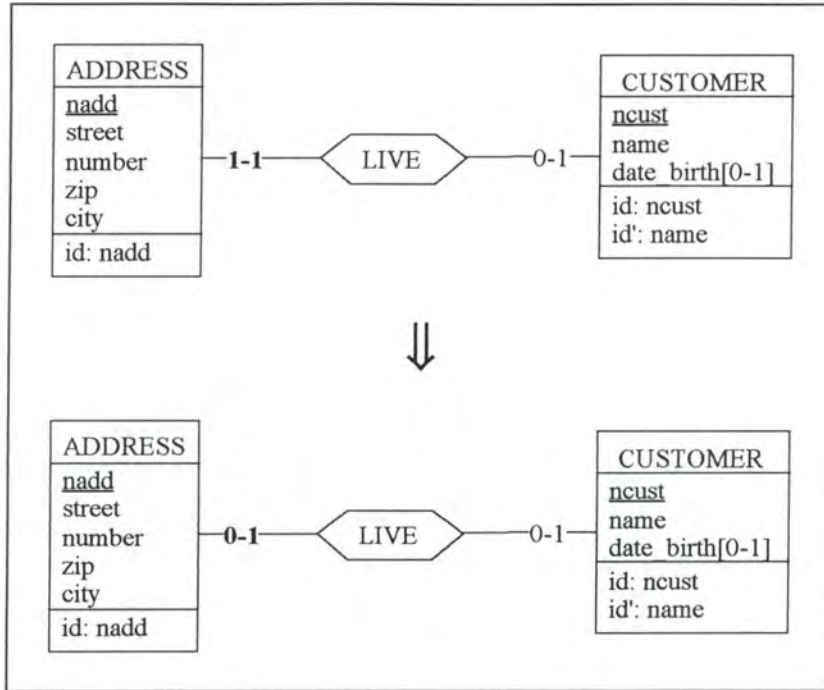 ADDRESS
nadd
street
number
zip
city
id: nadd
1-1
LIVE
0-1
CUSTOMER
ncust
name
date_birth[0-1]
id: ncust
id': name
⇓
ADDRESS
nadd
street
number
zip
city
id: nadd
0-1
LIVE
0-1
CUSTOMER
ncust
name
date_birth[0-1]
id: ncust
id': name